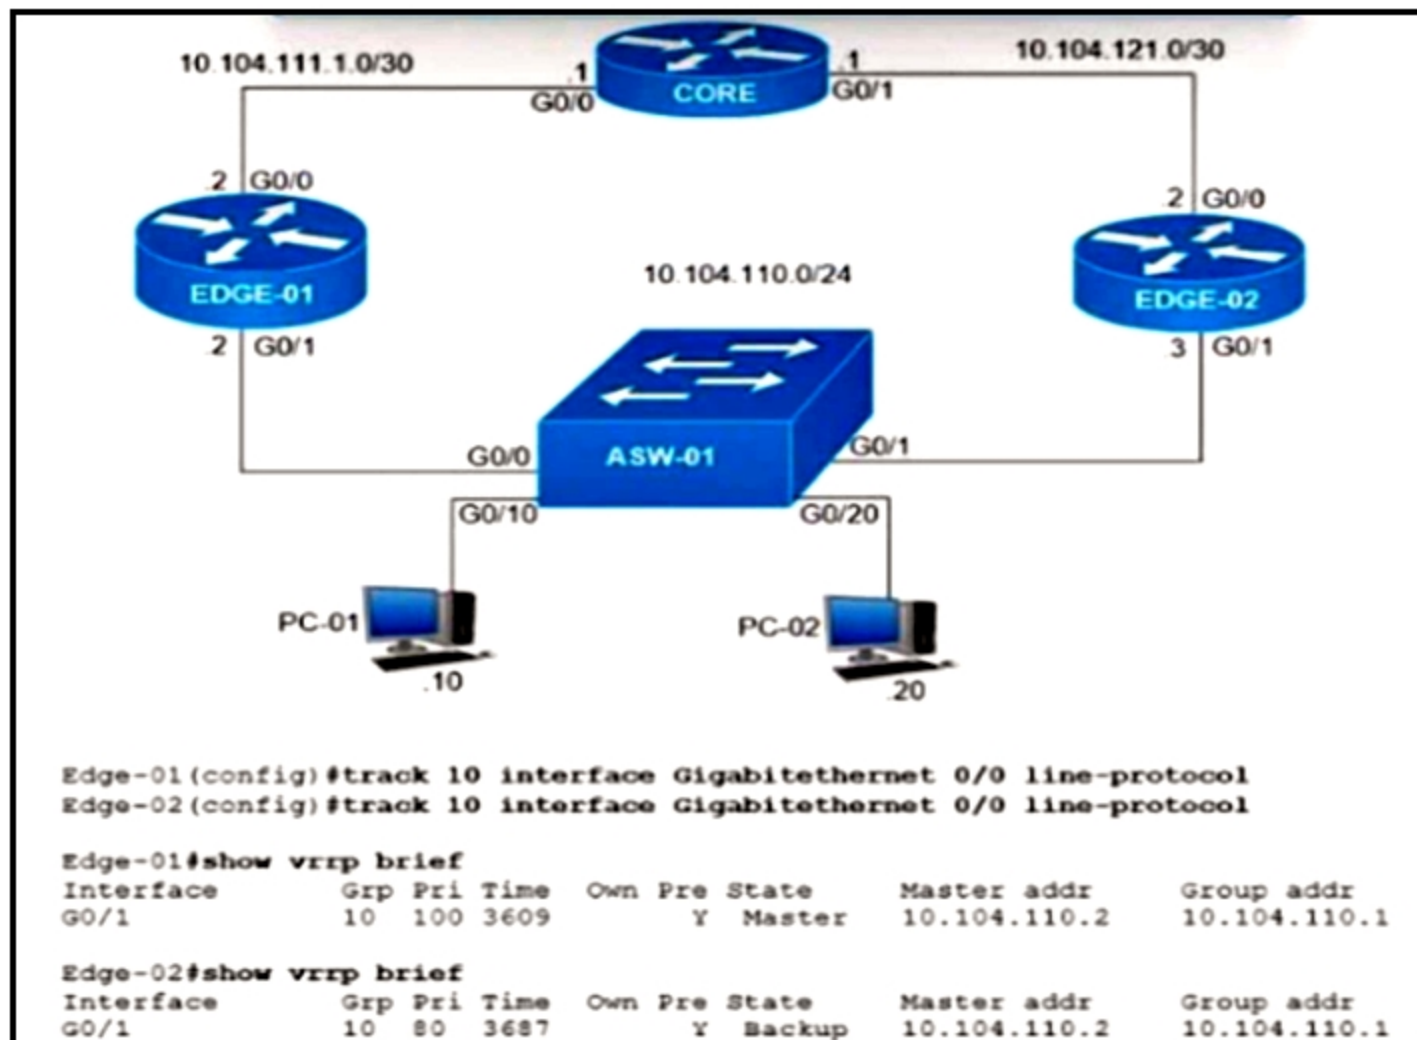 10.104.111.1.0/30
10.104.121.0/30
.1
.1
G0/0
CORE
G0/1
.2 G0/0
.2 G0/0
EDGE-01
10.104.110.0/24
EDGE-02
.2 G0/1
.3 G0/1
G0/0
ASW-01
G0/1
G0/10
G0/20
PC-01
PC-02
.10
.20
Edge-01(config)#track 10 interface Gigabitethernet 0/0 line-protocol
Edge-02(config)#track 10 interface Gigabitethernet 0/0 line-protocol
Edge-01#show vrrp brief
Interface Grp Pri Time Own Pre State Master addr Group addr
G0/1 10 100 3609 Y Master 10.104.110.2 10.104.110.1
Edge-02#show vrrp brief
Interface Grp Pri Time Own Pre State Master addr Group addr
G0/1 10 80 3687 Y Backup 10.104.110.2 10.104.110.1